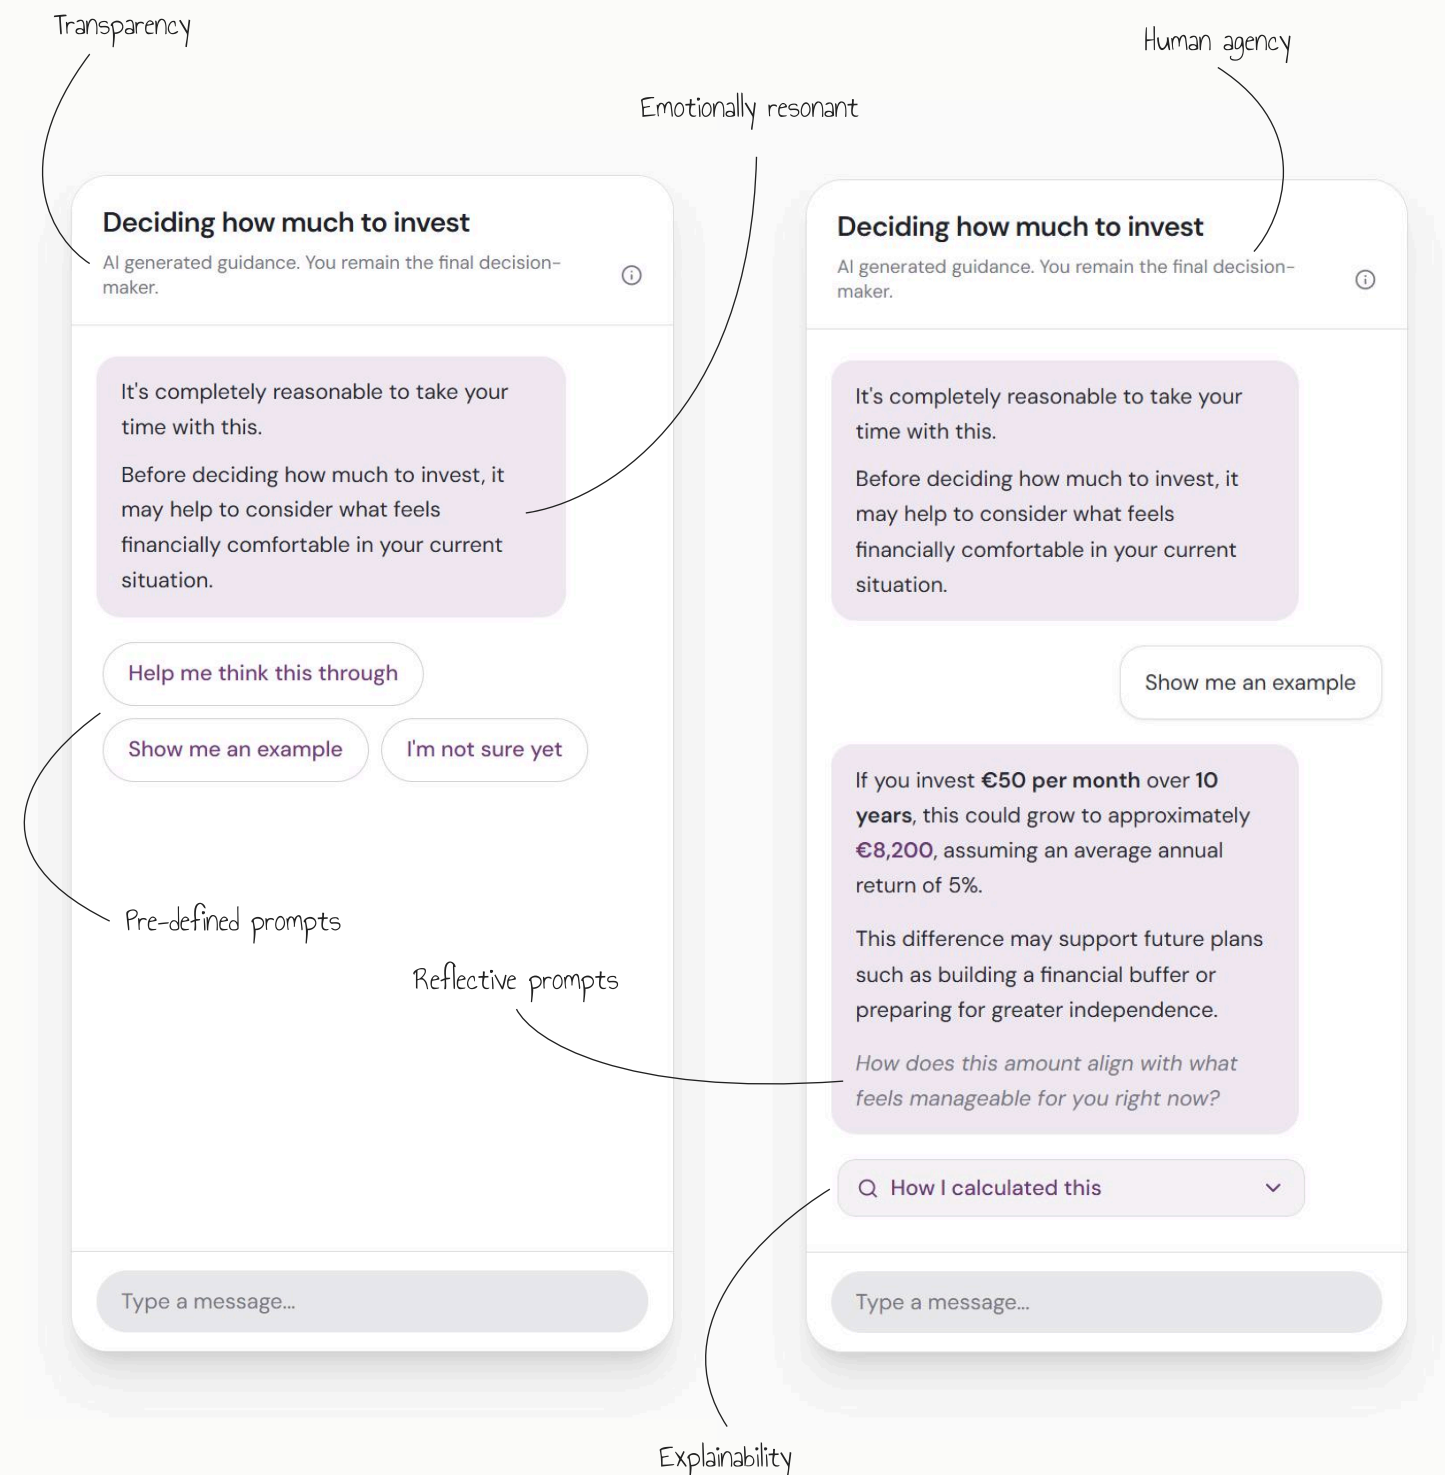 Transparency
Human agency
Emotionally resonant
Deciding how much to invest
AI generated guidance. You remain the final decision-
maker.
It's completely reasonable to take your
time with this.
Before deciding how much to invest, it
may help to consider what feels
financially comfortable in your current
situation.
Help me think this through
Show me an example
I'm not sure yet
Pre-defined prompts
Reflective prompts
Type a message...
Deciding how much to invest
AI generated guidance. You remain the final decision-
maker.
It's completely reasonable to take your
time with this.
Before deciding how much to invest, it
may help to consider what feels
financially comfortable in your current
situation.
Show me an example
If you invest €50 per month over 10
years, this could grow to approximately
€8,200, assuming an average annual
return of 5%.
This difference may support future plans
such as building a financial buffer or
preparing for greater independence.
How does this amount align with what
feels manageable for you right now?
How I calculated this
Type a message...
Explainability